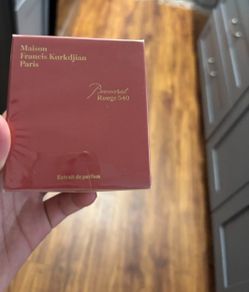 Maison
Francis Kurkdjian
Paris
Baccarat
Rouge 540
Extrait de parfum